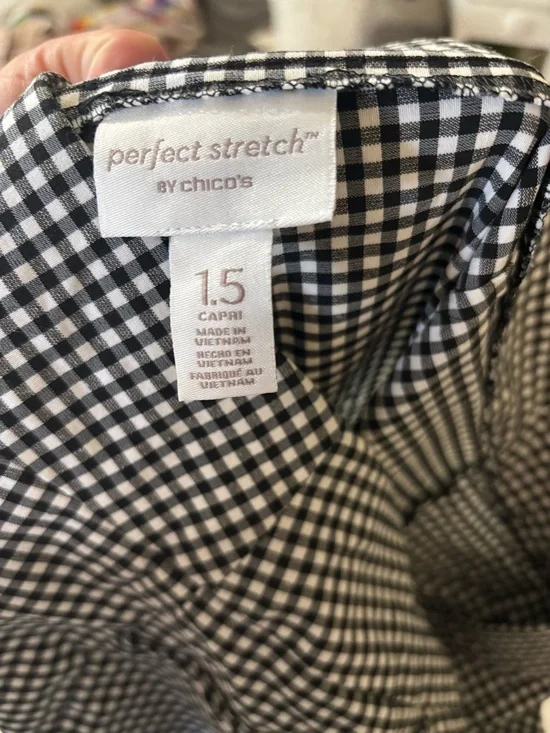 perfect stretch™
BY chico's
1.5
CAPRI
MADE IN
VIETNAM
HECHO EN
VIETNAM
FABRIQUÉ AU
VIETNAM